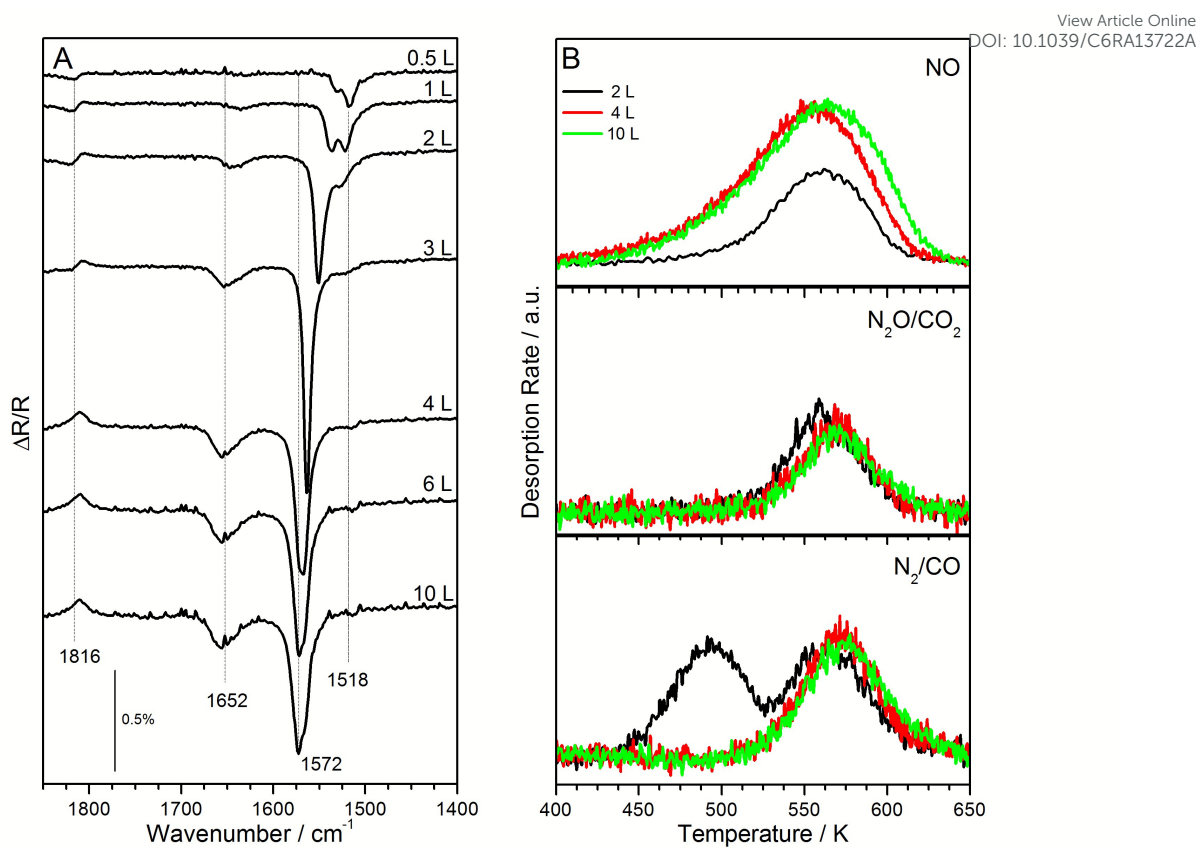 View Article Online
DOI: 10.1039/C6RA13722A
A
0.5 L
1 L
2 L
3 L
4 L
6 L
10 L
1816
1652
1518
1572
0.5%
ΔR/R
1800 1700 1600 1500 1400
Wavenumber / cm⁻¹
B
NO
2 L
4 L
10 L
N₂O/CO₂
N₂/CO
Desorption Rate / a.u.
400 450 500 550 600 650
Temperature / K